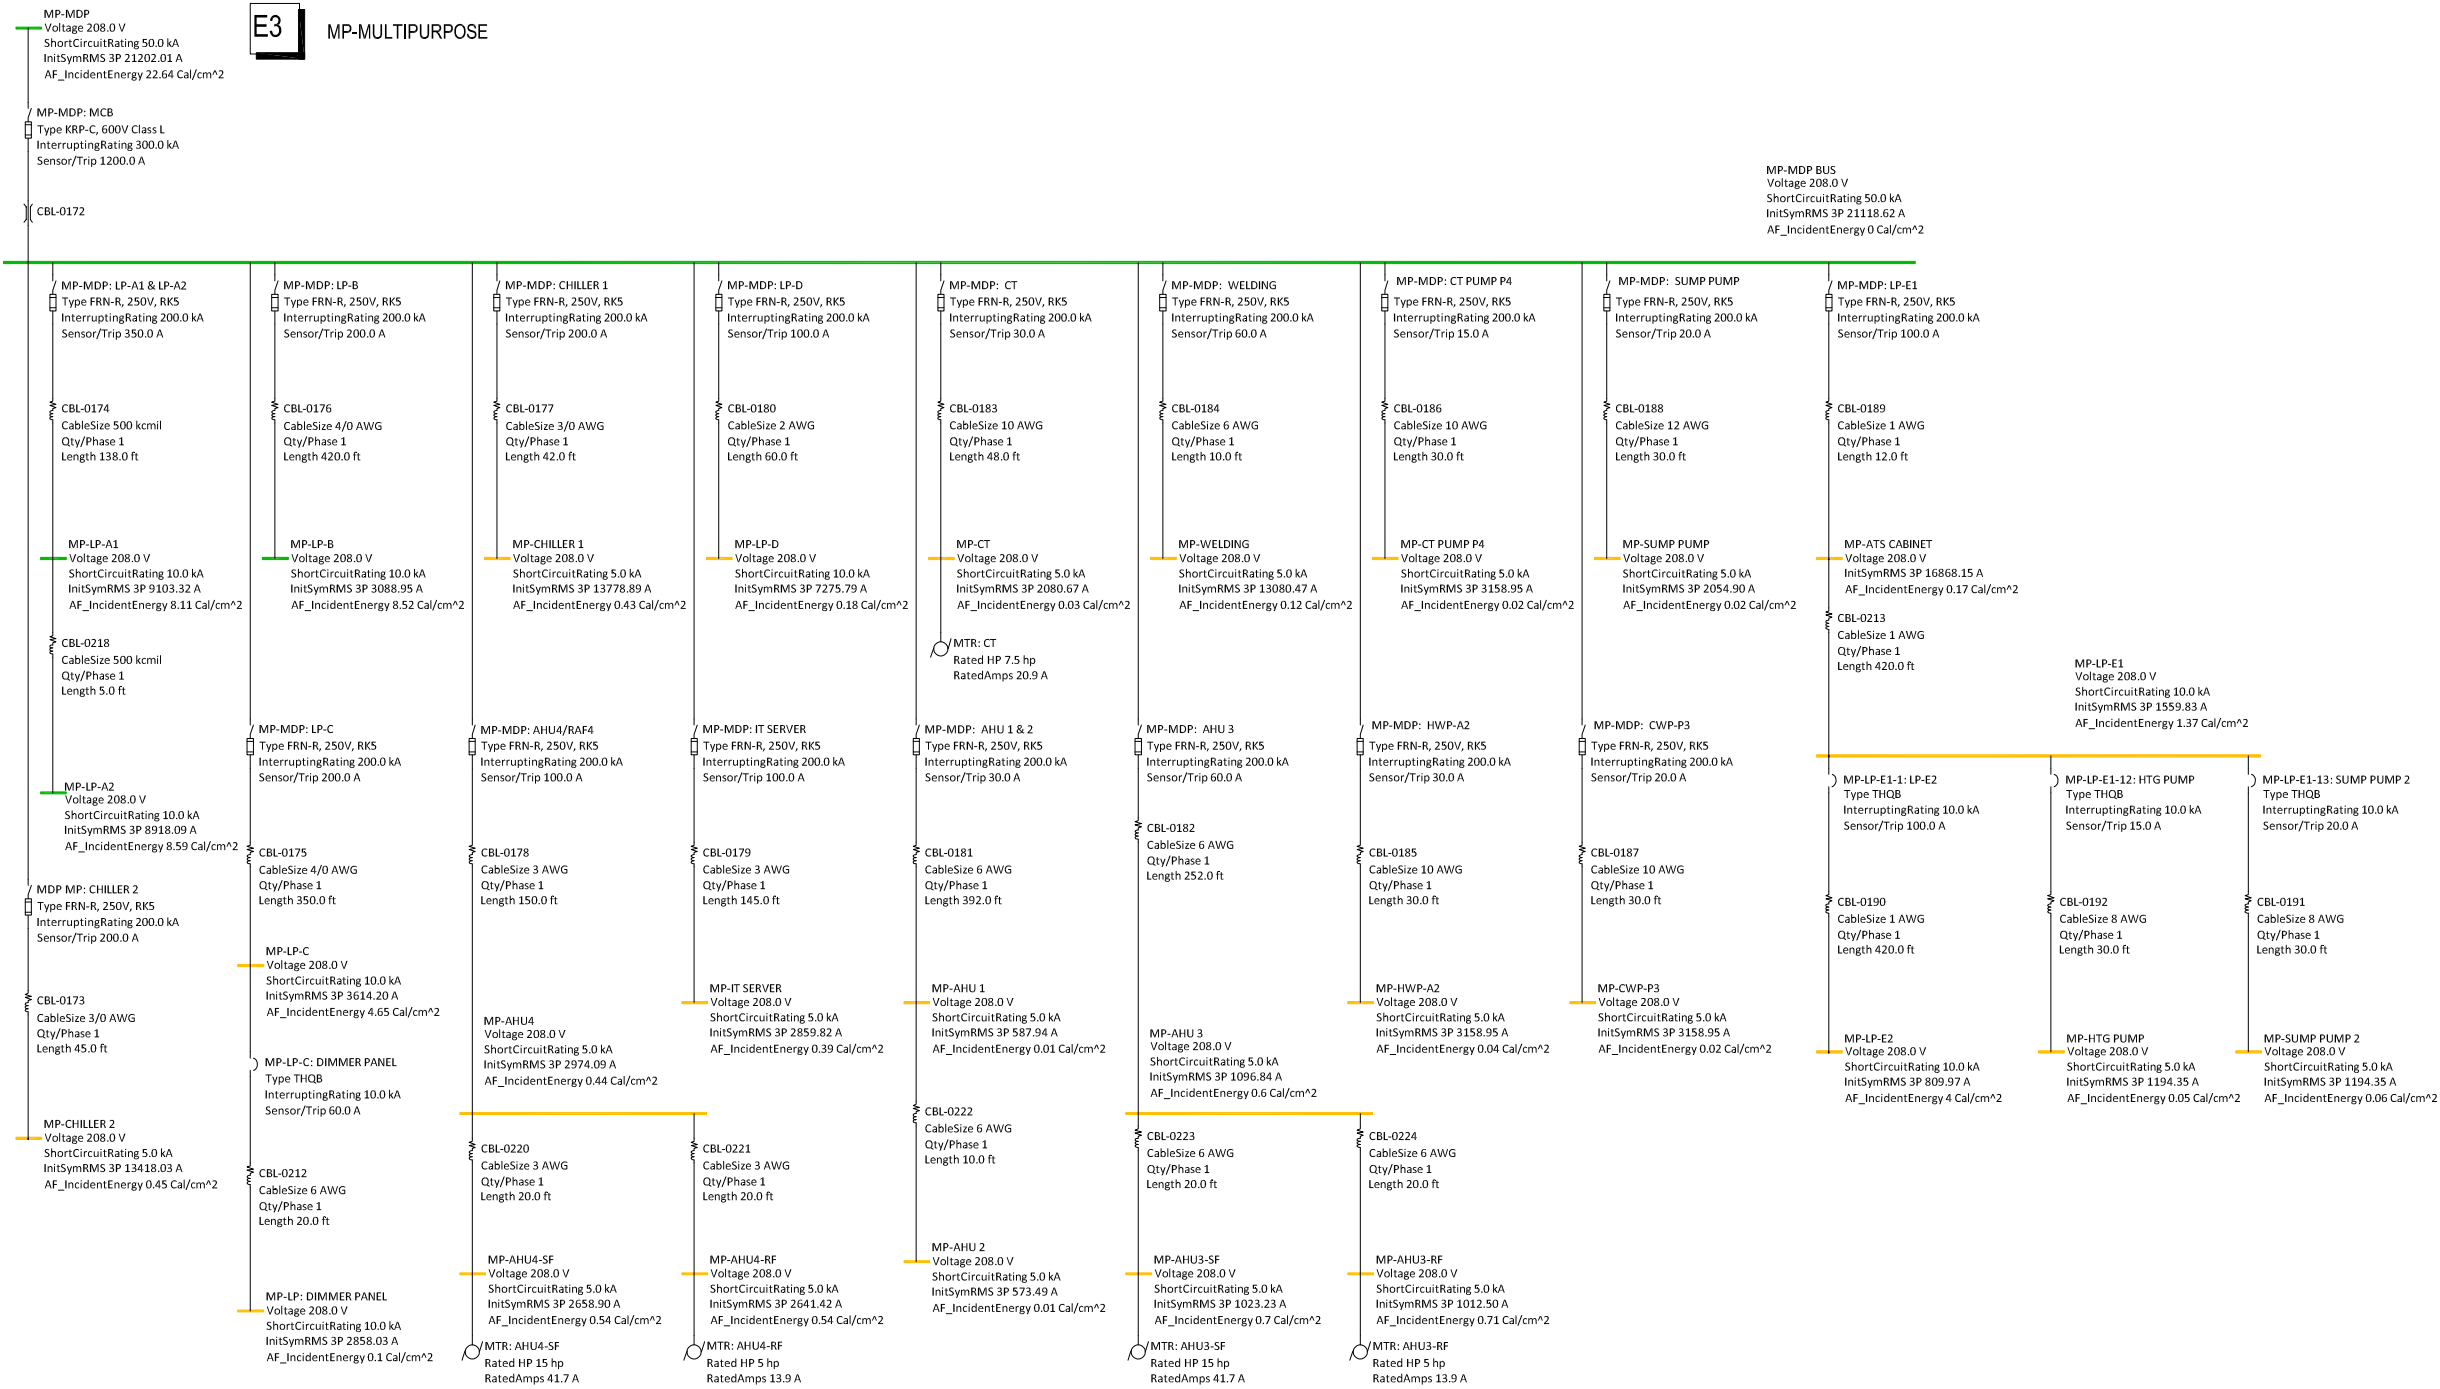 MP-MDP
Voltage 208.0 V
ShortCircuitRating 50.0 kA
InitSymRMS 3P 21202.01 A
AF_IncidentEnergy 22.64 Cal/cm^2
E3
MP-MULTIPURPOSE
MP-MDP: MCB
Type KRP-C, 600V Class L
InterruptingRating 300.0 kA
Sensor/Trip 1200.0 A
CBL-0172
MP-MDP BUS
Voltage 208.0 V
ShortCircuitRating 50.0 kA
InitSymRMS 3P 21118.62 A
AF_IncidentEnergy 0 Cal/cm^2
MP-MDP: LP-A1 & LP-A2
Type FRN-R, 250V, RK5
InterruptingRating 200.0 kA
Sensor/Trip 350.0 A
MP-MDP: LP-B
Type FRN-R, 250V, RK5
InterruptingRating 200.0 kA
Sensor/Trip 200.0 A
MP-MDP: CHILLER 1
Type FRN-R, 250V, RK5
InterruptingRating 200.0 kA
Sensor/Trip 200.0 A
MP-MDP: LP-D
Type FRN-R, 250V, RK5
InterruptingRating 200.0 kA
Sensor/Trip 100.0 A
MP-MDP: CT
Type FRN-R, 250V, RK5
InterruptingRating 200.0 kA
Sensor/Trip 30.0 A
MP-MDP: WELDING
Type FRN-R, 250V, RK5
InterruptingRating 200.0 kA
Sensor/Trip 60.0 A
MP-MDP: CT PUMP P4
Type FRN-R, 250V, RK5
InterruptingRating 200.0 kA
Sensor/Trip 15.0 A
MP-MDP: SUMP PUMP
Type FRN-R, 250V, RK5
InterruptingRating 200.0 kA
Sensor/Trip 20.0 A
MP-MDP: LP-E1
Type FRN-R, 250V, RK5
InterruptingRating 200.0 kA
Sensor/Trip 100.0 A
CBL-0174
CableSize 500 kcmil
Qty/Phase 1
Length 138.0 ft
CBL-0176
CableSize 4/0 AWG
Qty/Phase 1
Length 420.0 ft
CBL-0177
CableSize 3/0 AWG
Qty/Phase 1
Length 42.0 ft
CBL-0180
CableSize 2 AWG
Qty/Phase 1
Length 60.0 ft
CBL-0183
CableSize 10 AWG
Qty/Phase 1
Length 48.0 ft
CBL-0184
CableSize 6 AWG
Qty/Phase 1
Length 10.0 ft
CBL-0186
CableSize 10 AWG
Qty/Phase 1
Length 30.0 ft
CBL-0188
CableSize 12 AWG
Qty/Phase 1
Length 30.0 ft
CBL-0189
CableSize 1 AWG
Qty/Phase 1
Length 12.0 ft
MP-LP-A1
Voltage 208.0 V
ShortCircuitRating 10.0 kA
InitSymRMS 3P 9103.32 A
AF_IncidentEnergy 8.11 Cal/cm^2
MP-LP-B
Voltage 208.0 V
ShortCircuitRating 10.0 kA
InitSymRMS 3P 3088.95 A
AF_IncidentEnergy 8.52 Cal/cm^2
MP-CHILLER 1
Voltage 208.0 V
ShortCircuitRating 5.0 kA
InitSymRMS 3P 13778.89 A
AF_IncidentEnergy 0.43 Cal/cm^2
MP-LP-D
Voltage 208.0 V
ShortCircuitRating 10.0 kA
InitSymRMS 3P 7275.79 A
AF_IncidentEnergy 0.18 Cal/cm^2
MP-CT
Voltage 208.0 V
ShortCircuitRating 5.0 kA
InitSymRMS 3P 2080.67 A
AF_IncidentEnergy 0.03 Cal/cm^2
MP-WELDING
Voltage 208.0 V
ShortCircuitRating 5.0 kA
InitSymRMS 3P 13080.47 A
AF_IncidentEnergy 0.12 Cal/cm^2
MP-CT PUMP P4
Voltage 208.0 V
ShortCircuitRating 5.0 kA
InitSymRMS 3P 3158.95 A
AF_IncidentEnergy 0.02 Cal/cm^2
MP-SUMP PUMP
Voltage 208.0 V
ShortCircuitRating 5.0 kA
InitSymRMS 3P 2054.90 A
AF_IncidentEnergy 0.02 Cal/cm^2
MP-ATS CABINET
Voltage 208.0 V
InitSymRMS 3P 16868.15 A
AF_IncidentEnergy 0.17 Cal/cm^2
CBL-0218
CableSize 500 kcmil
Qty/Phase 1
Length 5.0 ft
MTR: CT
Rated HP 7.5 hp
RatedAmps 20.9 A
CBL-0213
CableSize 1 AWG
Qty/Phase 1
Length 420.0 ft
MP-LP-E1
Voltage 208.0 V
ShortCircuitRating 10.0 kA
InitSymRMS 3P 1559.83 A
AF_IncidentEnergy 1.37 Cal/cm^2
MP-LP-A2
Voltage 208.0 V
ShortCircuitRating 10.0 kA
InitSymRMS 3P 8918.09 A
AF_IncidentEnergy 8.59 Cal/cm^2
MP-MDP: LP-C
Type FRN-R, 250V, RK5
InterruptingRating 200.0 kA
Sensor/Trip 200.0 A
MP-MDP: AHU4/RAF4
Type FRN-R, 250V, RK5
InterruptingRating 200.0 kA
Sensor/Trip 100.0 A
MP-MDP: IT SERVER
Type FRN-R, 250V, RK5
InterruptingRating 200.0 kA
Sensor/Trip 100.0 A
MP-MDP: AHU 1 & 2
Type FRN-R, 250V, RK5
InterruptingRating 200.0 kA
Sensor/Trip 30.0 A
MP-MDP: AHU 3
Type FRN-R, 250V, RK5
InterruptingRating 200.0 kA
Sensor/Trip 60.0 A
MP-MDP: HWP-A2
Type FRN-R, 250V, RK5
InterruptingRating 200.0 kA
Sensor/Trip 30.0 A
MP-MDP: CWP-P3
Type FRN-R, 250V, RK5
InterruptingRating 200.0 kA
Sensor/Trip 20.0 A
MP-LP-E1-1: LP-E2
Type THQB
InterruptingRating 10.0 kA
Sensor/Trip 100.0 A
MP-LP-E1-12: HTG PUMP
Type THQB
InterruptingRating 10.0 kA
Sensor/Trip 15.0 A
MP-LP-E1-13: SUMP PUMP 2
Type THQB
InterruptingRating 10.0 kA
Sensor/Trip 20.0 A
MDP MP: CHILLER 2
Type FRN-R, 250V, RK5
InterruptingRating 200.0 kA
Sensor/Trip 200.0 A
CBL-0175
CableSize 4/0 AWG
Qty/Phase 1
Length 350.0 ft
CBL-0178
CableSize 3 AWG
Qty/Phase 1
Length 150.0 ft
CBL-0179
CableSize 3 AWG
Qty/Phase 1
Length 145.0 ft
CBL-0181
CableSize 6 AWG
Qty/Phase 1
Length 392.0 ft
CBL-0182
CableSize 6 AWG
Qty/Phase 1
Length 252.0 ft
CBL-0185
CableSize 10 AWG
Qty/Phase 1
Length 30.0 ft
CBL-0187
CableSize 10 AWG
Qty/Phase 1
Length 30.0 ft
CBL-0190
CableSize 1 AWG
Qty/Phase 1
Length 420.0 ft
CBL-0192
CableSize 8 AWG
Qty/Phase 1
Length 30.0 ft
CBL-0191
CableSize 8 AWG
Qty/Phase 1
Length 30.0 ft
CBL-0173
CableSize 3/0 AWG
Qty/Phase 1
Length 45.0 ft
MP-LP-C
Voltage 208.0 V
ShortCircuitRating 10.0 kA
InitSymRMS 3P 3614.20 A
AF_IncidentEnergy 4.65 Cal/cm^2
MP-AHU4
Voltage 208.0 V
ShortCircuitRating 5.0 kA
InitSymRMS 3P 2974.09 A
AF_IncidentEnergy 0.44 Cal/cm^2
MP-IT SERVER
Voltage 208.0 V
ShortCircuitRating 5.0 kA
InitSymRMS 3P 2859.82 A
AF_IncidentEnergy 0.39 Cal/cm^2
MP-AHU 1
Voltage 208.0 V
ShortCircuitRating 5.0 kA
InitSymRMS 3P 587.94 A
AF_IncidentEnergy 0.01 Cal/cm^2
MP-AHU 3
Voltage 208.0 V
ShortCircuitRating 5.0 kA
InitSymRMS 3P 1096.84 A
AF_IncidentEnergy 0.6 Cal/cm^2
MP-HWP-A2
Voltage 208.0 V
ShortCircuitRating 5.0 kA
InitSymRMS 3P 3158.95 A
AF_IncidentEnergy 0.04 Cal/cm^2
MP-CWP-P3
Voltage 208.0 V
ShortCircuitRating 5.0 kA
InitSymRMS 3P 3158.95 A
AF_IncidentEnergy 0.02 Cal/cm^2
MP-LP-E2
Voltage 208.0 V
ShortCircuitRating 10.0 kA
InitSymRMS 3P 809.97 A
AF_IncidentEnergy 4 Cal/cm^2
MP-HTG PUMP
Voltage 208.0 V
ShortCircuitRating 5.0 kA
InitSymRMS 3P 1194.35 A
AF_IncidentEnergy 0.05 Cal/cm^2
MP-SUMP PUMP 2
Voltage 208.0 V
ShortCircuitRating 5.0 kA
InitSymRMS 3P 1194.35 A
AF_IncidentEnergy 0.06 Cal/cm^2
MP-LP-C: DIMMER PANEL
Type THQB
InterruptingRating 10.0 kA
Sensor/Trip 60.0 A
MP-CHILLER 2
Voltage 208.0 V
ShortCircuitRating 5.0 kA
InitSymRMS 3P 13418.03 A
AF_IncidentEnergy 0.45 Cal/cm^2
CBL-0212
CableSize 6 AWG
Qty/Phase 1
Length 20.0 ft
CBL-0220
CableSize 3 AWG
Qty/Phase 1
Length 20.0 ft
CBL-0221
CableSize 3 AWG
Qty/Phase 1
Length 20.0 ft
CBL-0222
CableSize 6 AWG
Qty/Phase 1
Length 10.0 ft
CBL-0223
CableSize 6 AWG
Qty/Phase 1
Length 20.0 ft
CBL-0224
CableSize 6 AWG
Qty/Phase 1
Length 20.0 ft
MP-LP: DIMMER PANEL
Voltage 208.0 V
ShortCircuitRating 10.0 kA
InitSymRMS 3P 2858.03 A
AF_IncidentEnergy 0.1 Cal/cm^2
MP-AHU4-SF
Voltage 208.0 V
ShortCircuitRating 5.0 kA
InitSymRMS 3P 2658.90 A
AF_IncidentEnergy 0.54 Cal/cm^2
MP-AHU4-RF
Voltage 208.0 V
ShortCircuitRating 5.0 kA
InitSymRMS 3P 2641.42 A
AF_IncidentEnergy 0.54 Cal/cm^2
MP-AHU 2
Voltage 208.0 V
ShortCircuitRating 5.0 kA
InitSymRMS 3P 573.49 A
AF_IncidentEnergy 0.01 Cal/cm^2
MP-AHU3-SF
Voltage 208.0 V
ShortCircuitRating 5.0 kA
InitSymRMS 3P 1023.23 A
AF_IncidentEnergy 0.7 Cal/cm^2
MP-AHU3-RF
Voltage 208.0 V
ShortCircuitRating 5.0 kA
InitSymRMS 3P 1012.50 A
AF_IncidentEnergy 0.71 Cal/cm^2
MTR: AHU4-SF
Rated HP 15 hp
RatedAmps 41.7 A
MTR: AHU4-RF
Rated HP 5 hp
RatedAmps 13.9 A
MTR: AHU3-SF
Rated HP 15 hp
RatedAmps 41.7 A
MTR: AHU3-RF
Rated HP 5 hp
RatedAmps 13.9 A